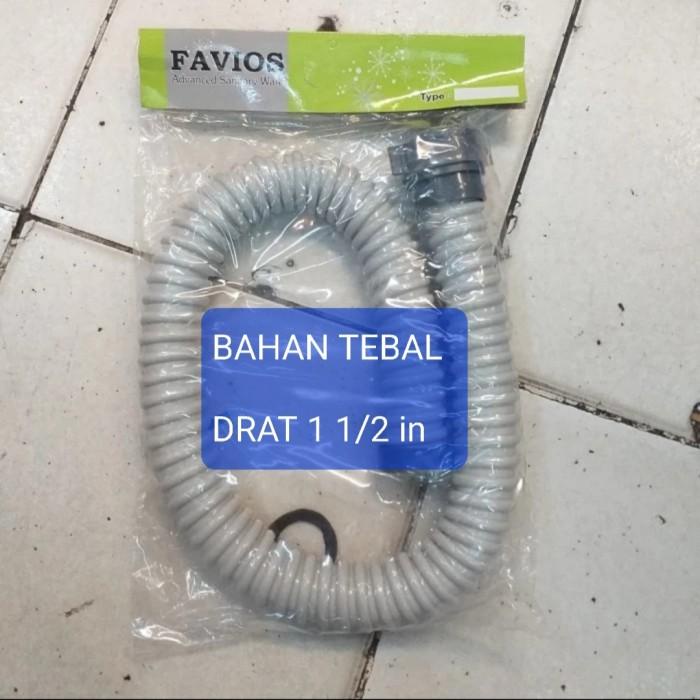 FAVIOS
Advanced Sanitary Ware
Type
BAHAN TEBAL
DRAT 1 1/2 in